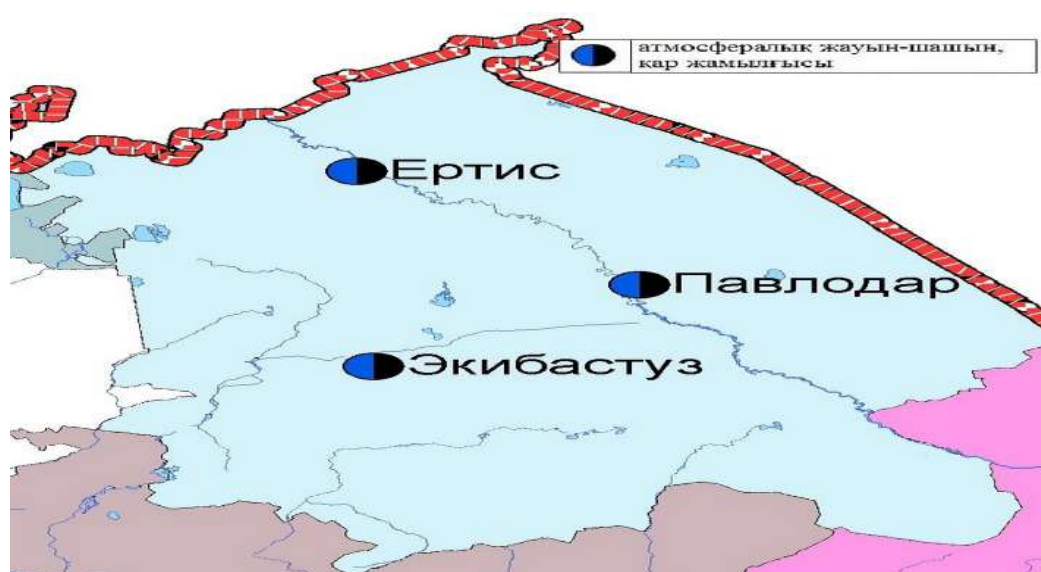 атмосфералық жауын-шашын,
қар жамылғысы
Ертис
Павлодар
Экибастуз